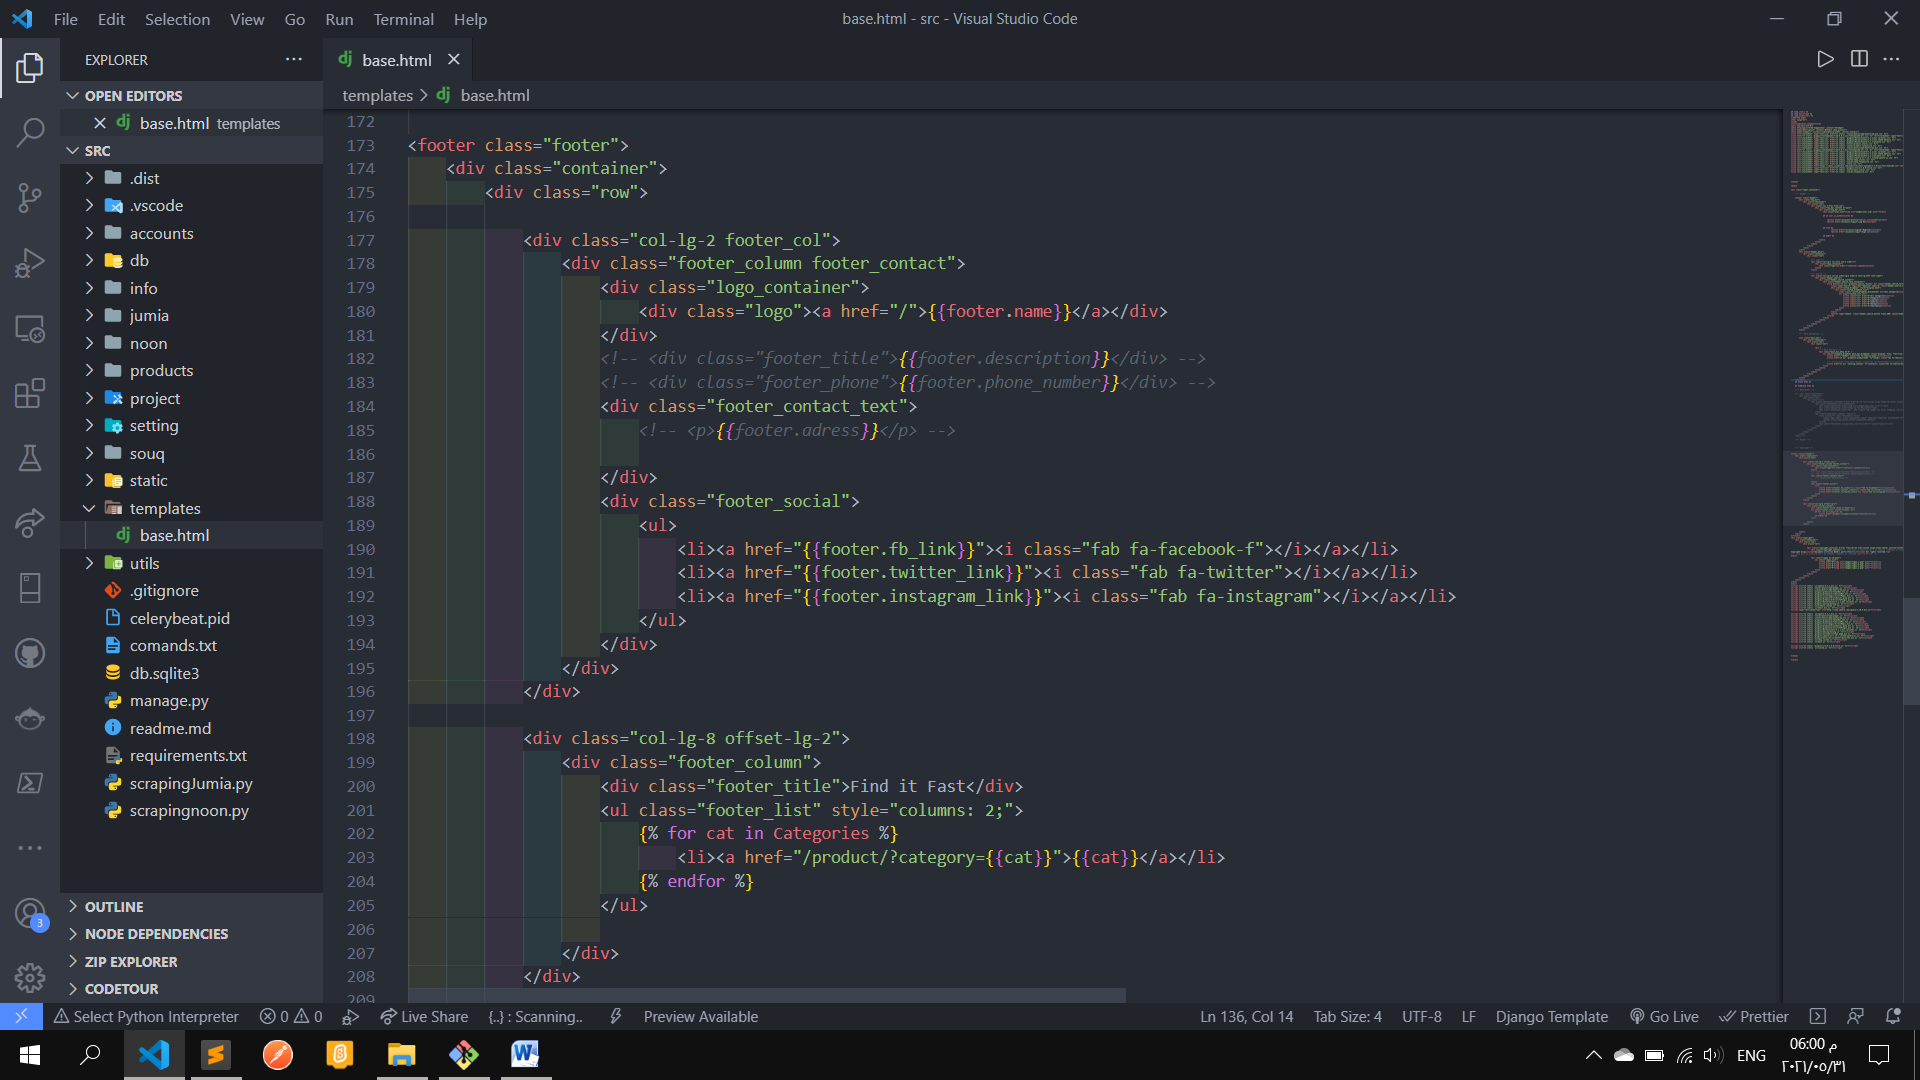 File Edit Selection View Go Run Terminal Help
base.html - src - Visual Studio Code
EXPLORER
OPEN EDITORS
base.html templates
SRC
.dist
.vscode
accounts
db
info
jumia
noon
products
project
setting
souq
static
templates
base.html
utils
.gitignore
celerybeat.pid
comands.txt
db.sqlite3
manage.py
readme.md
requirements.txt
scrapingJumia.py
scrapingnoon.py
OUTLINE
NODE DEPENDENCIES
ZIP EXPLORER
CODETOUR
3
dj base.html
templates > dj base.html
172
173 <footer class="footer">
174 <div class="container">
175 <div class="row">
176
177 <div class="col-lg-2 footer_col">
178 <div class="footer_column footer_contact">
179 <div class="logo_container">
180 <div class="logo"><a href="/">{{footer.name}}</a></div>
181 </div>
182 <!-- <div class="footer_title">{{footer.description}}</div> -->
183 <!-- <div class="footer_phone">{{footer.phone_number}}</div> -->
184 <div class="footer_contact_text">
185 <!-- <p>{{footer.adress}}</p> -->
186
187 </div>
188 <div class="footer_social">
189 <ul>
190 <li><a href="{{footer.fb_link}}"><i class="fab fa-facebook-f"></i></a></li>
191 <li><a href="{{footer.twitter_link}}"><i class="fab fa-twitter"></i></a></li>
192 <li><a href="{{footer.instagram_link}}"><i class="fab fa-instagram"></i></a></li>
193 </ul>
194 </div>
195 </div>
196 </div>
197
198 <div class="col-lg-8 offset-lg-2">
199 <div class="footer_column">
200 <div class="footer_title">Find it Fast</div>
201 <ul class="footer_list" style="columns: 2;">
202 {% for cat in Categories %}
203 <li><a href="/product/?category={{cat}}">{{cat}}</a></li>
204 {% endfor %}
205 </ul>
206
207 </div>
208 </div>
209
Select Python Interpreter 0 0 Live Share {..} : Scanning.. Preview Available Ln 136, Col 14 Tab Size: 4 UTF-8 LF Django Template Go Live Prettier
ENG
06:00 م
٢٠٢١/٠٥/٣١